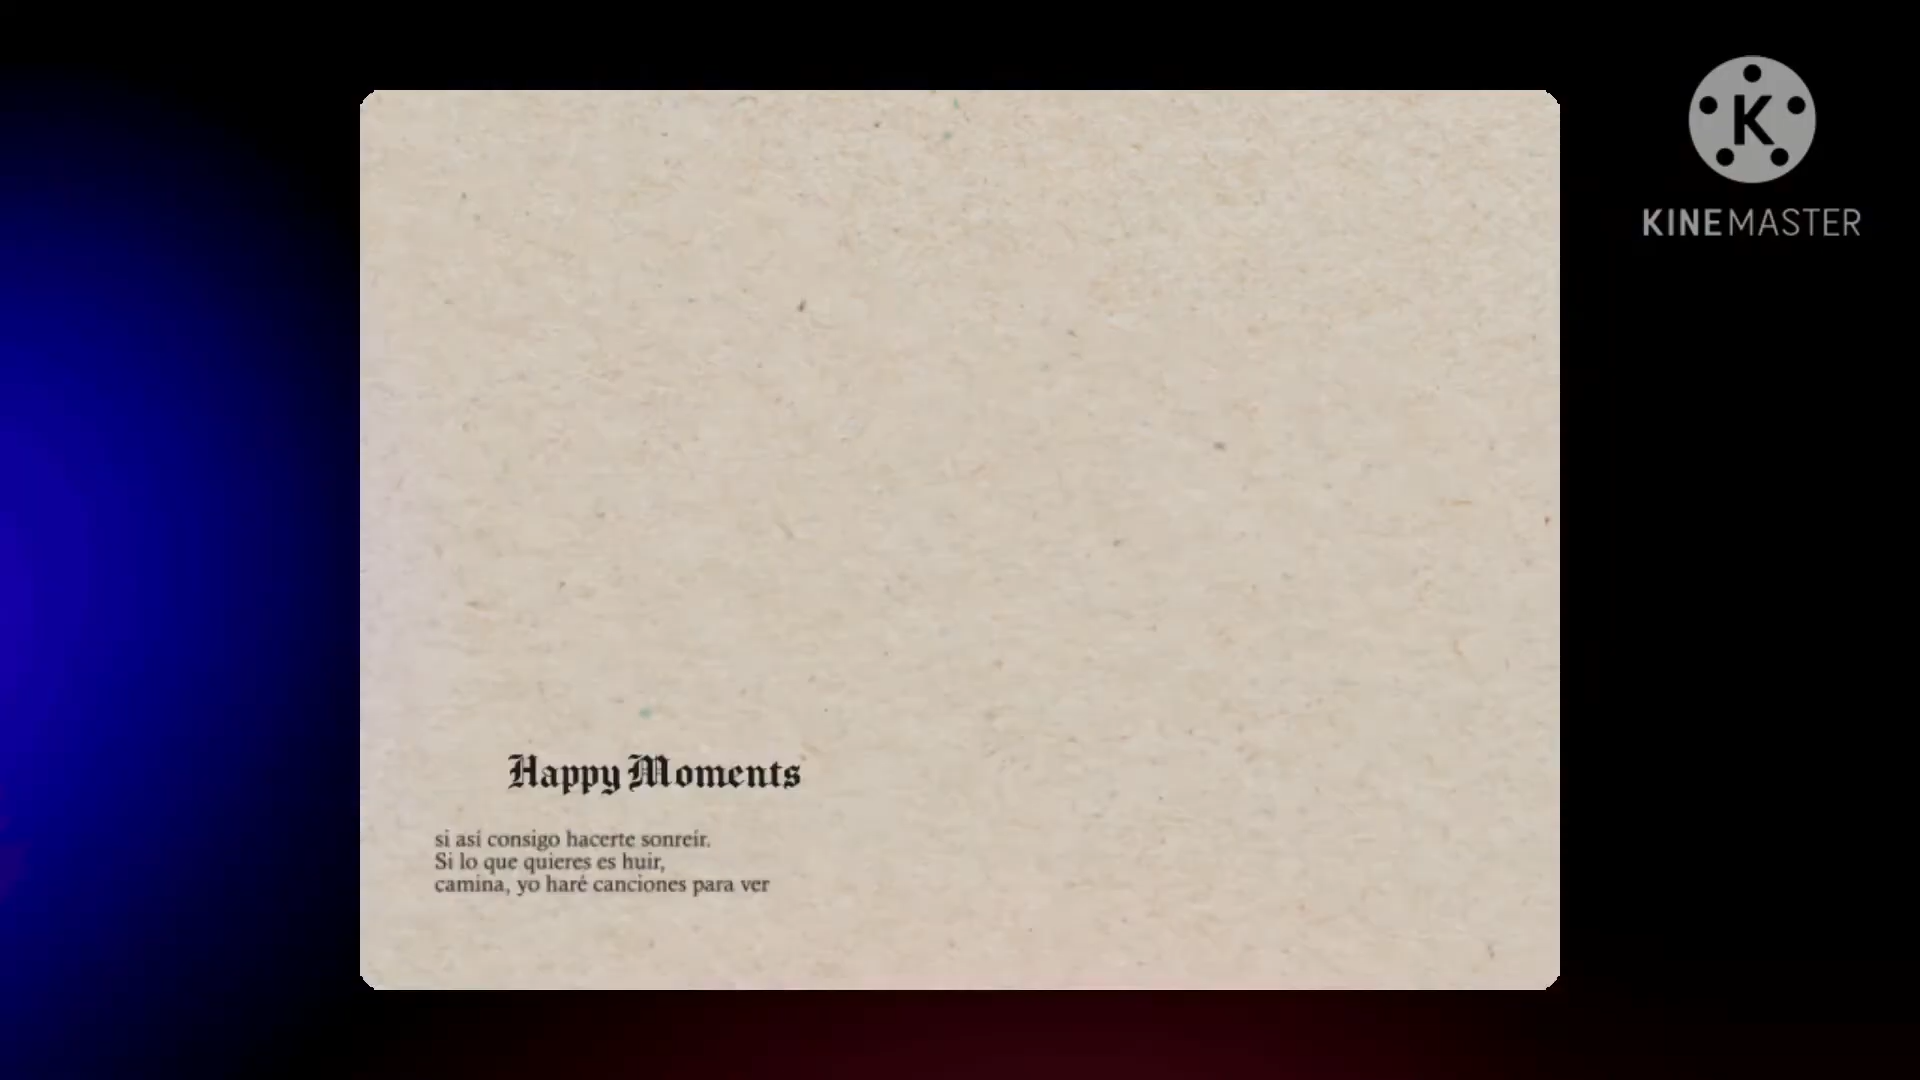 K
KINEMASTER
Happy Moments
si así consigo hacerte sonreír.
Si lo que quieres es huir,
camina, yo haré canciones para ver